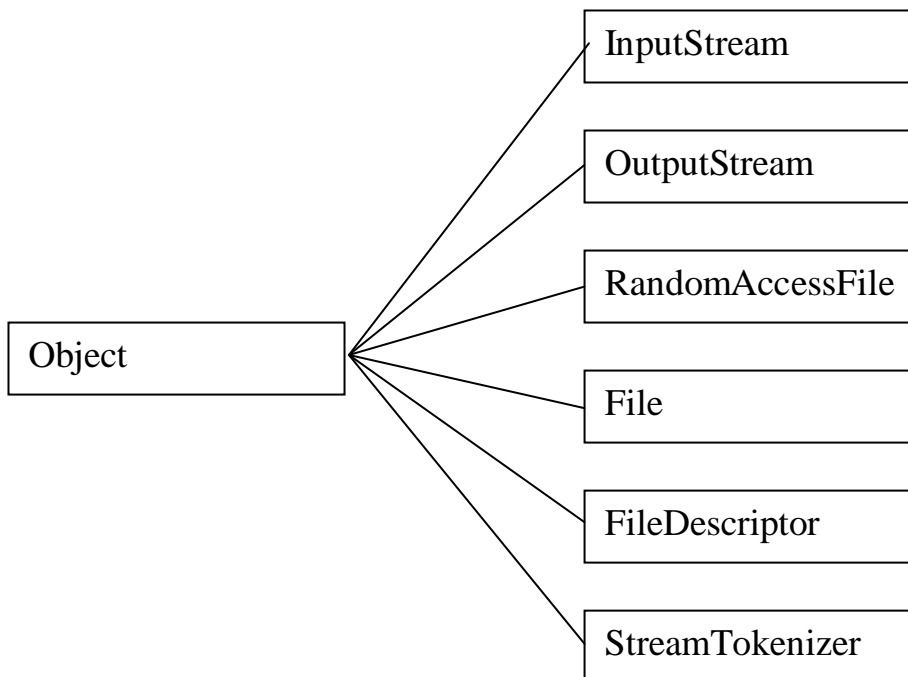 InputStream
OutputStream
RandomAccessFile
Object
File
FileDescriptor
StreamTokenizer